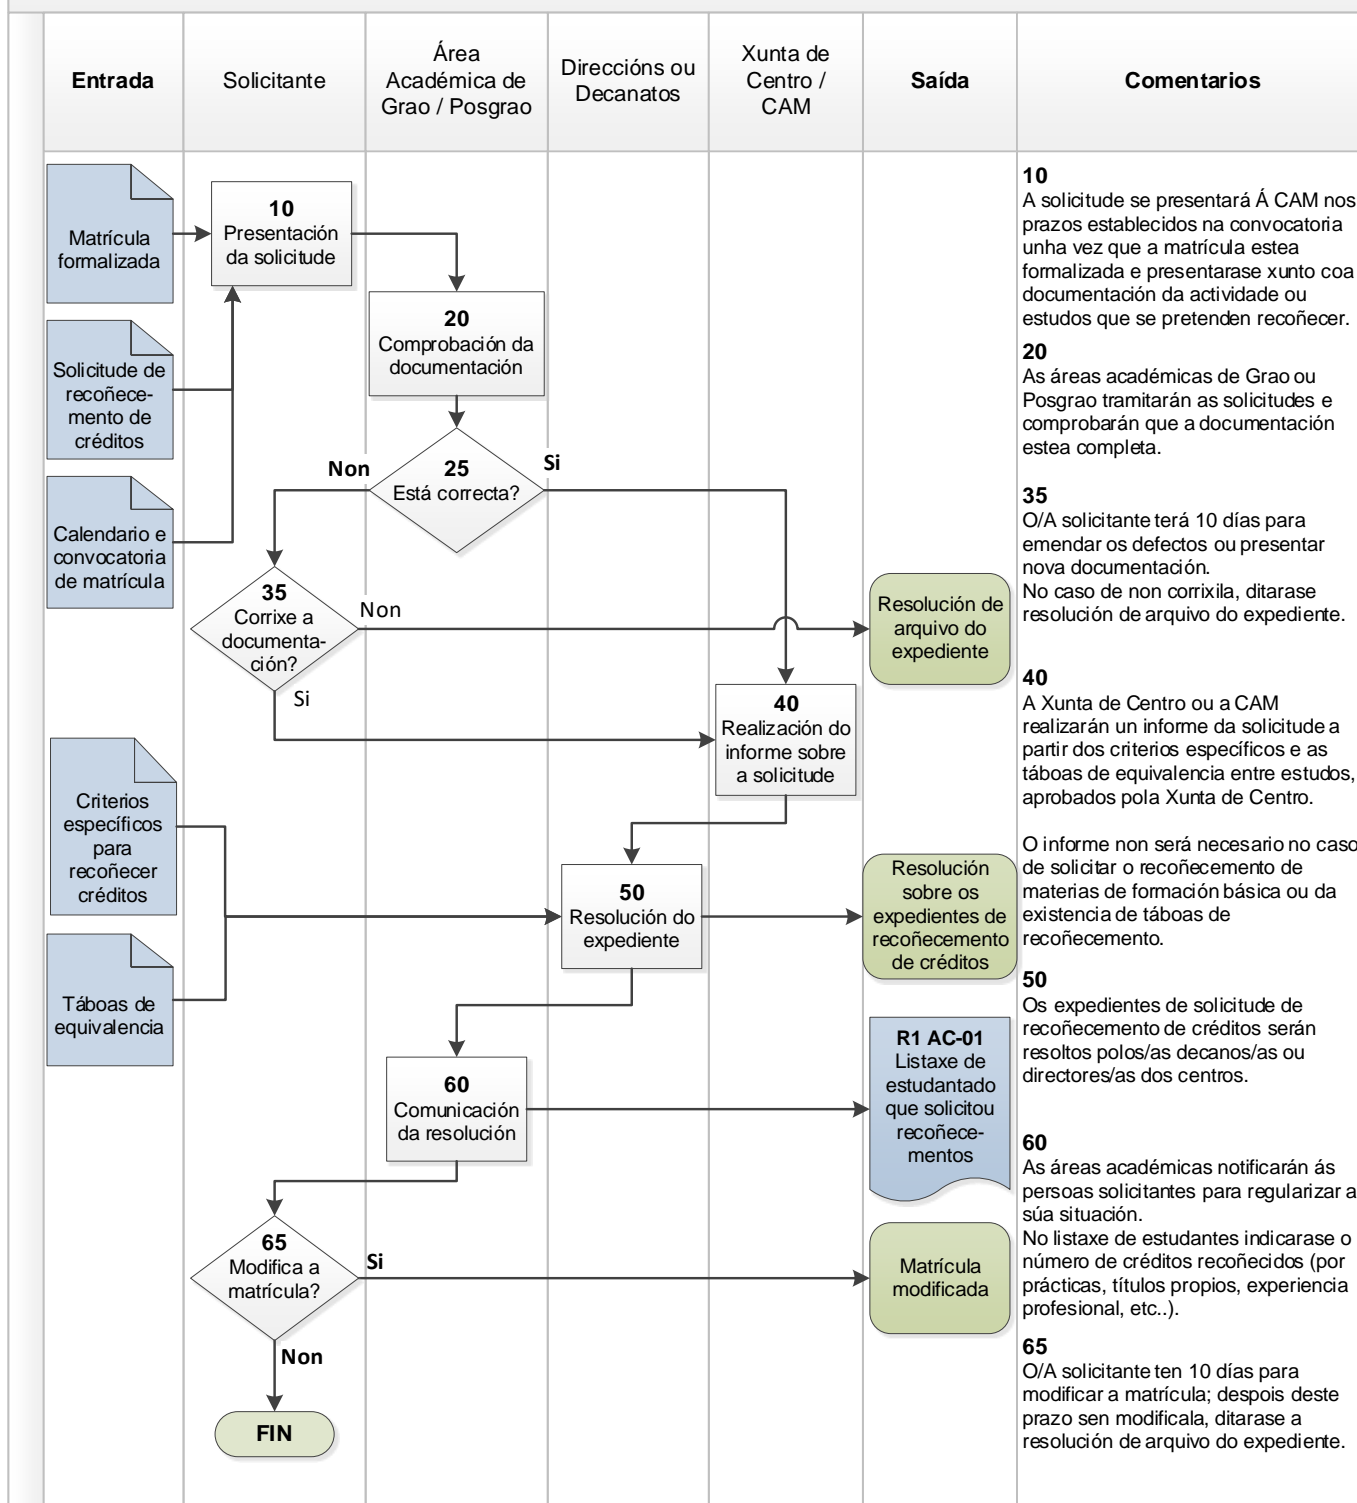 Entrada
Solicitante
Área
Académica de
Grao / Posgrao
Direccións ou
Decanatos
Xunta de
Centro /
CAM
Saída
Comentarios
Matrícula
formalizada
10
Presentación
da solicitude
Solicitude de
recoñece-
mento de
créditos
20
Comprobación da
documentación
Calendario e
convocatoria
de matrícula
Non
25
Está correcta?
Si
35
Corrixe a
documenta-
ción?
Non
Si
Resolución de
arquivo do
expediente
40
Realización do
informe sobre
a solicitude
Criterios
específicos
para
recoñecer
créditos
50
Resolución do
expediente
Resolución
sobre os
expedientes de
recoñecemento
de créditos
Táboas de
equivalencia
60
Comunicación
da resolución
R1 AC-01
Listaxe de
estudantado
que solicitou
recoñece-
mentos
65
Modifica a
matrícula?
Si
Matrícula
modificada
Non
FIN
10
A solicitude se presentará Á CAM nos
prazos establecidos na convocatoria
unha vez que a matrícula estea
formalizada e presentarase xunto coa
documentación da actividade ou
estudos que se pretenden recoñecer.
20
As áreas académicas de Grao ou
Posgrao tramitarán as solicitudes e
comprobarán que a documentación
estea completa.
35
O/A solicitante terá 10 días para
emendar os defectos ou presentar
nova documentación.
No caso de non corrixila, ditarase
resolución de arquivo do expediente.
40
A Xunta de Centro ou a CAM
realizarán un informe da solicitude a
partir dos criterios específicos e as
táboas de equivalencia entre estudos,
aprobados pola Xunta de Centro.
O informe non será necesario no caso
de solicitar o recoñecemento de
materias de formación básica ou da
existencia de táboas de
recoñecemento.
50
Os expedientes de solicitude de
recoñecemento de créditos serán
resoltos polos/as decanos/as ou
directores/as dos centros.
60
As áreas académicas notificarán ás
persoas solicitantes para regularizar a
súa situación.
No listaxe de estudantes indicarase o
número de créditos recoñecidos (por
prácticas, títulos propios, experiencia
profesional, etc..).
65
O/A solicitante ten 10 días para
modificar a matrícula; despois deste
prazo sen modificala, ditarase a
resolución de arquivo do expediente.